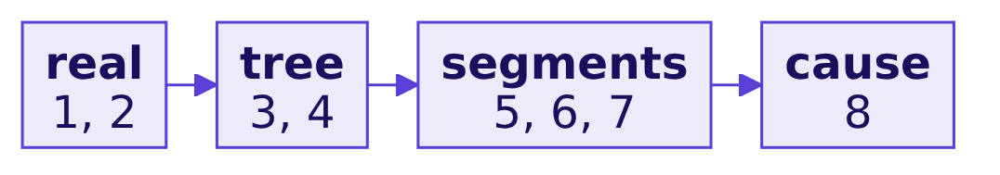 real
1, 2
tree
3, 4
segments
5, 6, 7
cause
8